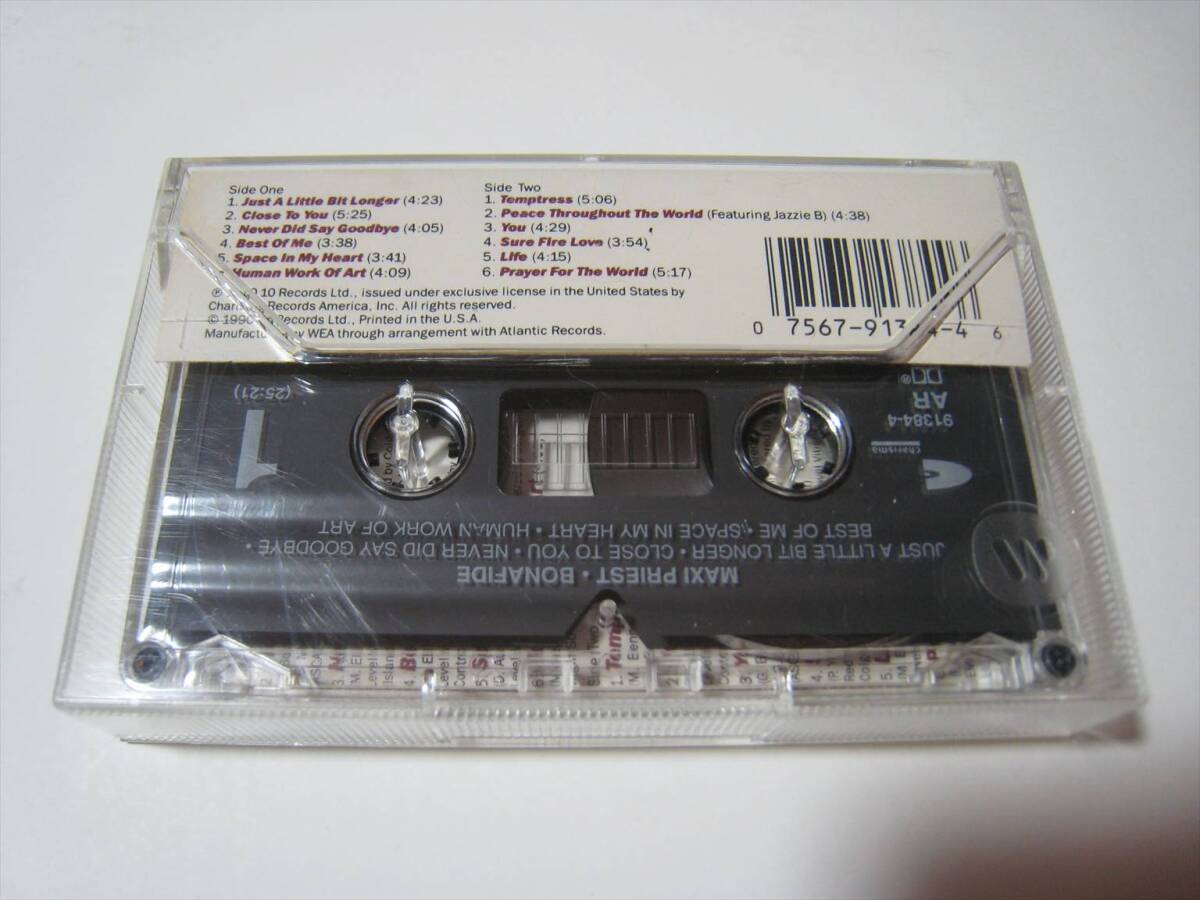 Side One
1. Just A Little Bit Longer (4:23)
2. Close To You (5:25)
3. Never Did Say Goodbye (4:05)
4. Best Of Me (3:38)
5. Space In My Heart (3:41)
Human Work Of Art (4:09)
Side Two
1. Temptress (5:06)
2. Peace Throughout The World (Featuring Jazzie B) (4:38)
3. You (4:29)
4. Sure Fire Love (3:54)
5. Life (4:15)
6. Prayer For The World (5:17)
℗ 10 Records Ltd., issued under exclusive license in the United States by
Records America, Inc. All rights reserved.
© 1990 Records Ltd., Printed in the U.S.A.
by WEA through arrangement with Atlantic Records.
0 7567-91384-4 6
MAXI PRIEST • BONAFIDE
JUST A LITTLE BIT LONGER • CLOSE TO YOU • NEVER DID SAY GOODBYE •
BEST OF ME • SPACE IN MY HEART • HUMAN WORK OF ART
charisma
91384-4
AR
1
(25:21)